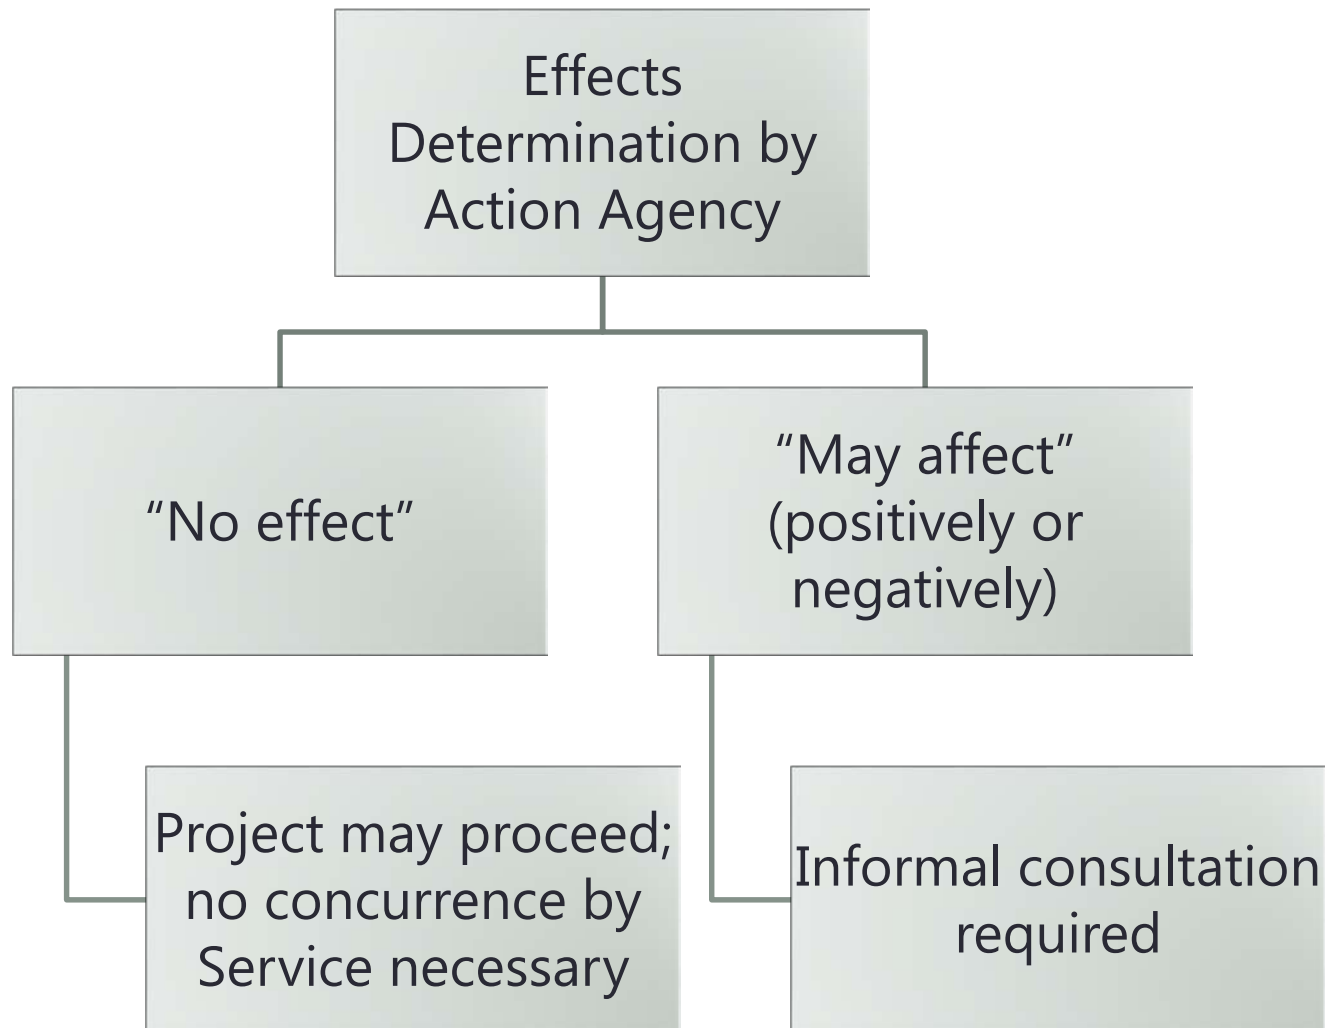 Effects
Determination by
Action Agency
“No effect”
“May affect”
(positively or
negatively)
Project may proceed;
no concurrence by
Service necessary
Informal consultation
required